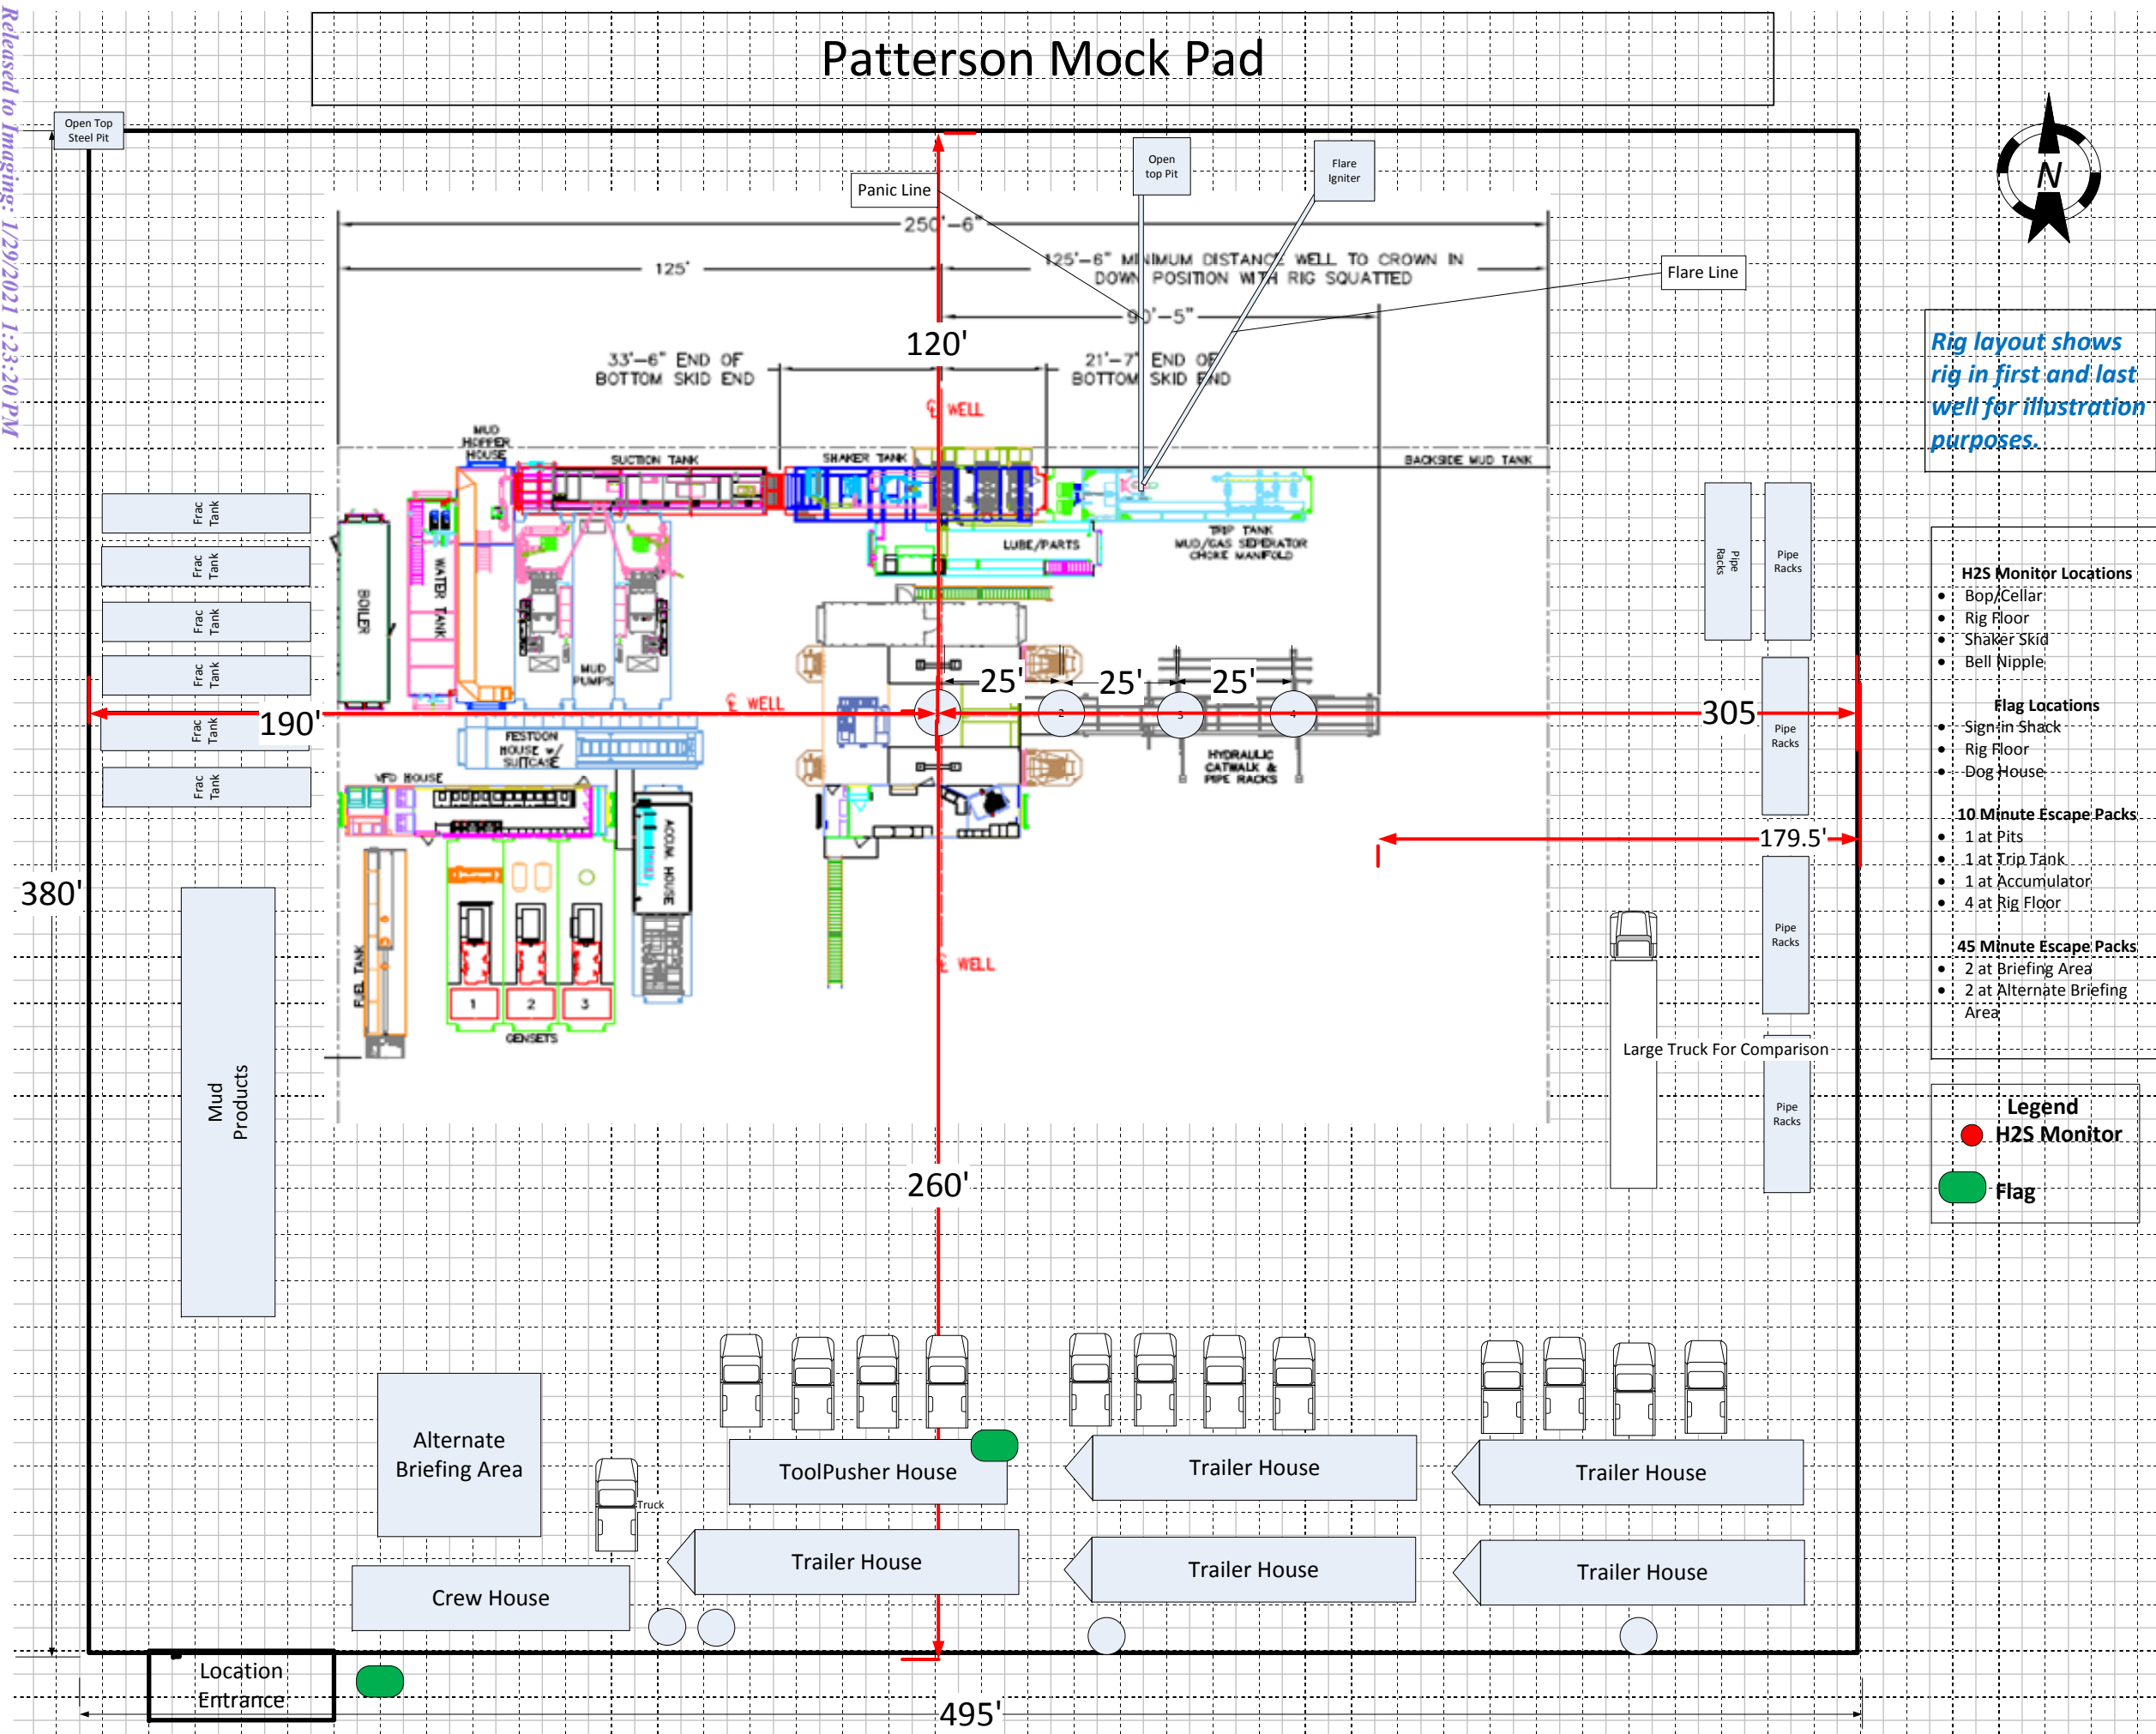 Released to Imaging: 1/29/2021 1:23:20 PM
Patterson Mock Pad
Open Top
Steel Pit
Open
top Pit
Flare
Igniter
N
Panic Line
250'-6"
125'
125'-6" MINIMUM DISTANCE WELL TO CROWN IN
DOWN POSITION WITH RIG SQUATTED
Flare Line
90'-5"
120'
33'-6" END OF
BOTTOM SKID END
21'-7" END OF
BOTTOM SKID END
Rig layout shows
rig in first and last
well for illustration
purposes.
℄ WELL
MUD
HOPPER
HOUSE
SUCTION TANK
SHAKER TANK
BACKSIDE MUD TANK
Frac
Tank
Frac
Tank
Frac
Tank
Frac
Tank
Frac
Tank
Frac
Tank
BOILER
WATER TANK
MUD
PUMPS
LUBE/PARTS
TRIP TANK
MUD/GAS SEPERATOR
CHOKE MANIFOLD
Pipe
Racks
Pipe
Racks
H2S Monitor Locations
• Bop/Cellar
• Rig Floor
• Shaker Skid
• Bell Nipple
Flag Locations
• Sign-in Shack
• Rig Floor
• Dog House
10 Minute Escape Packs
• 1 at Pits
• 1 at Trip Tank
• 1 at Accumulator
• 4 at Rig Floor
45 Minute Escape Packs
• 2 at Briefing Area
• 2 at Alternate Briefing
Area
25'
25'
25'
190'
℄ WELL
2
3
4
305
Pipe
Racks
FESTOON
HOUSE w/
SUITCASE
HYDRAULIC
CATWALK &
PIPE RACKS
VFD HOUSE
ACCUM. HOUSE
179.5'
380'
Pipe
Racks
FUEL TANK
℄ WELL
1
2
3
GENSETS
Large Truck For Comparison
Pipe
Racks
Mud
Products
Legend
H2S Monitor
Flag
260'
Alternate
Briefing Area
Truck
ToolPusher House
Trailer House
Trailer House
Trailer House
Trailer House
Trailer House
Crew House
Location
Entrance
495'